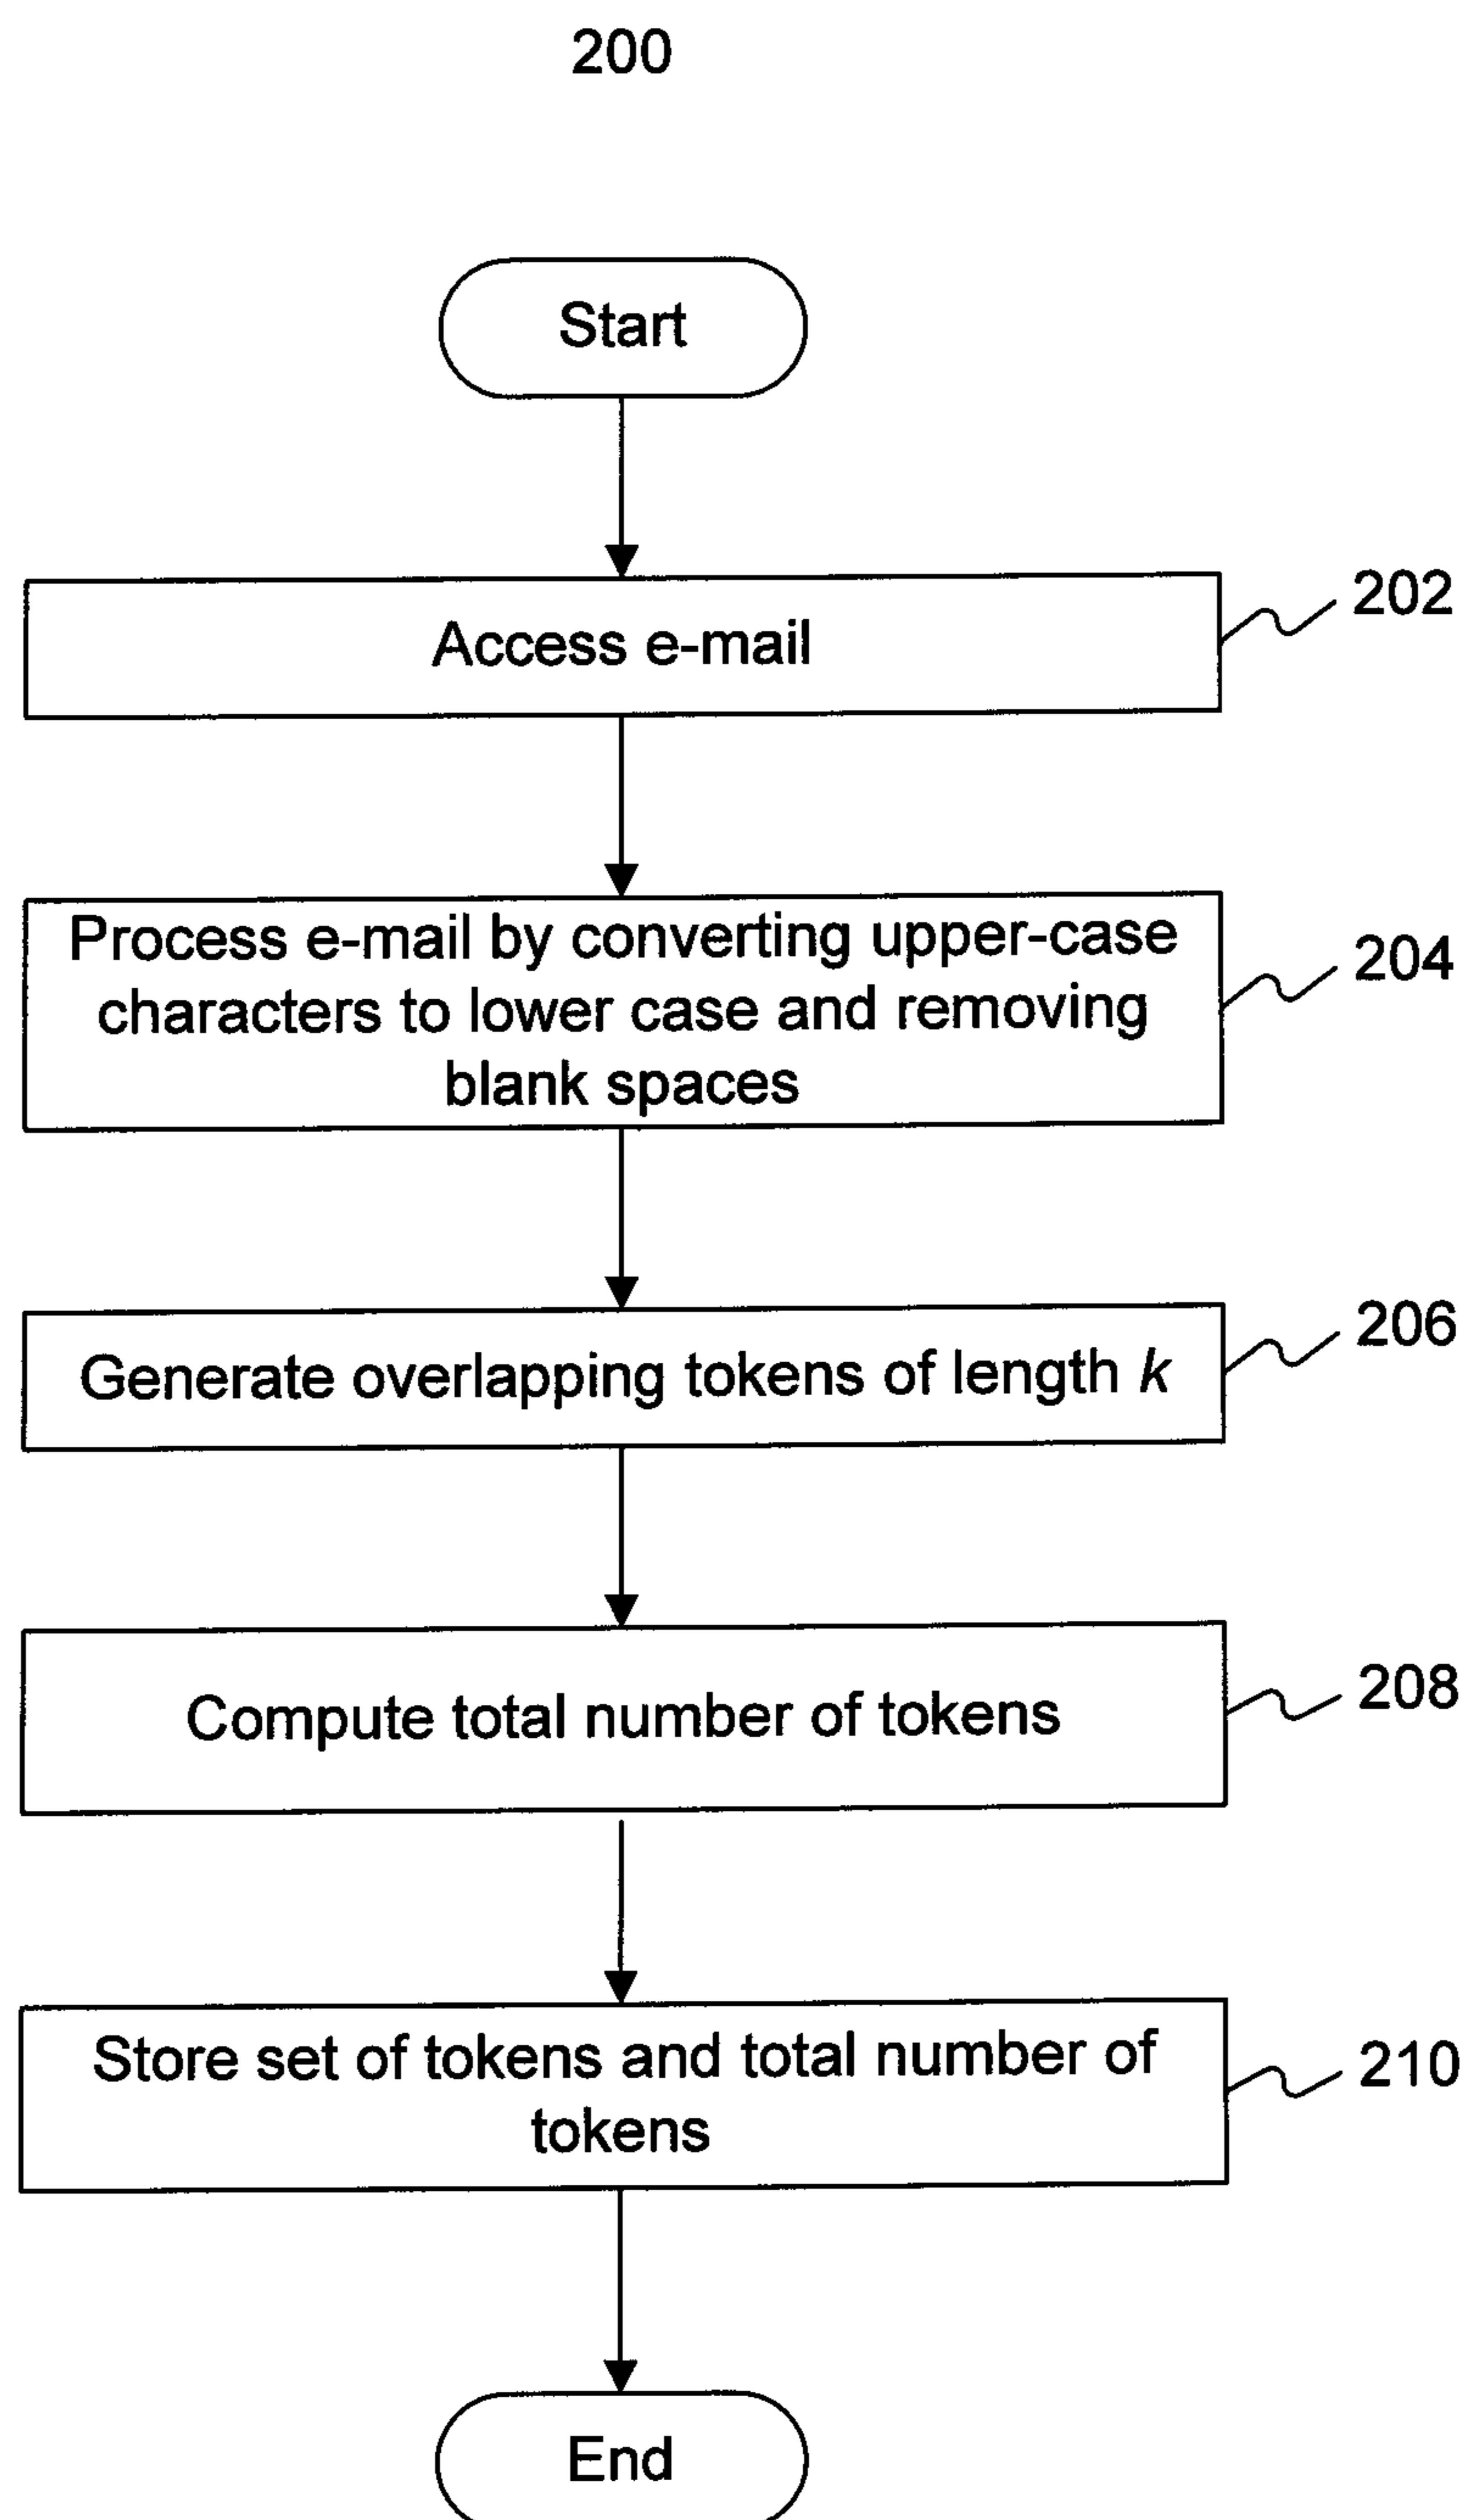 200
Start
Access e-mail
202
Process e-mail by converting upper-case
characters to lower case and removing
blank spaces
204
Generate overlapping tokens of length k
206
Compute total number of tokens
208
Store set of tokens and total number of
tokens
210
End